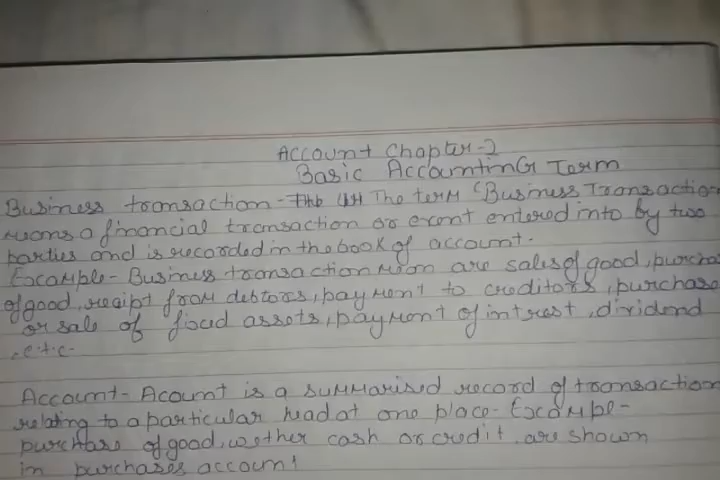 Account Chapter-2
Basic AccountinG Term
Business transaction - The term "Business Transaction
means a financial transaction or event entered into by two
parties and is recorded in the book of account.
Example - Business transaction mean are sales of good, purchas
of good, receipt from debtors, payment to creditors, purchase
or sale of fixed assets, payment of intrest, dividend
etc.
Account - Acount is a summarised record of transaction
relating to a particular head at one place. Exampe -
purchase of good, wether cash or credit are shown
in purchases account